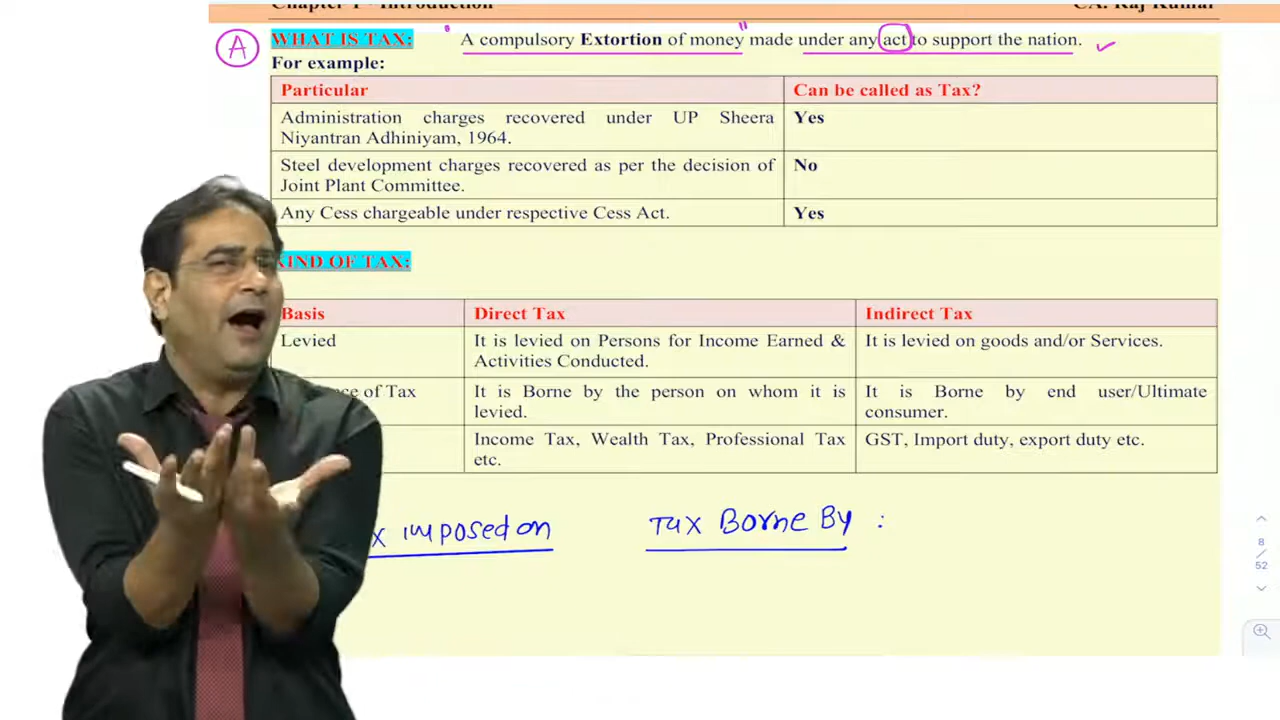 Chapter 1 - Introduction CA. Raj Kumar
A WHAT IS TAX: " A compulsory Extortion of money" made under any act to support the nation.
For example:
Particular Can be called as Tax?
Administration charges recovered under UP Sheera Yes
Niyantran Adhiniyam, 1964.
Steel development charges recovered as per the decision of No
Joint Plant Committee.
Any Cess chargeable under respective Cess Act. Yes
KIND OF TAX:
Basis Direct Tax Indirect Tax
Levied It is levied on Persons for Income Earned & It is levied on goods and/or Services.
Activities Conducted.
of Tax It is Borne by the person on whom it is It is Borne by end user/Ultimate
levied. consumer.
Income Tax, Wealth Tax, Professional Tax GST, Import duty, export duty etc.
etc.
x imposed on Tax Borne By :
8
/
52